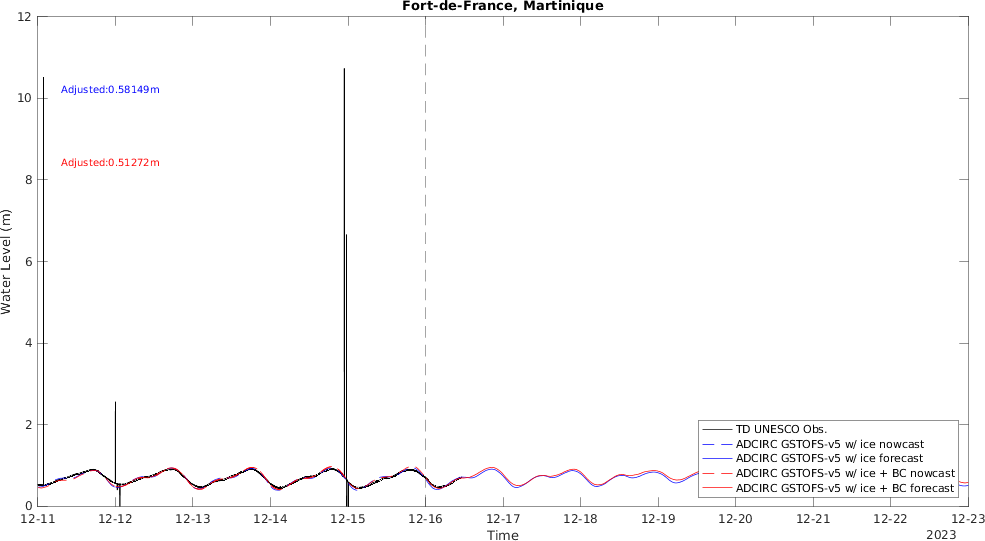 Fort-de-France, Martinique
12
10
8
6
4
2
0
Water Level (m)
Adjusted:0.58149m
Adjusted:0.51272m
TD UNESCO Obs.
ADCIRC GSTOFS-v5 w/ ice nowcast
ADCIRC GSTOFS-v5 w/ ice forecast
ADCIRC GSTOFS-v5 w/ ice + BC nowcast
ADCIRC GSTOFS-v5 w/ ice + BC forecast
12-11 12-12 12-13 12-14 12-15 12-16 12-17 12-18 12-19 12-20 12-21 12-22 12-23
Time
2023